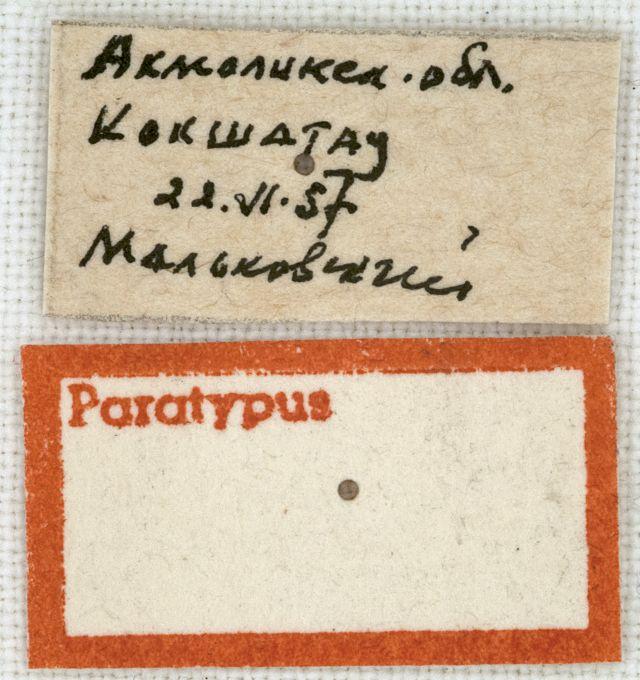 Акмолинск. обл.
Кокшатау
22.VI.57
Мальковский
Paratypus